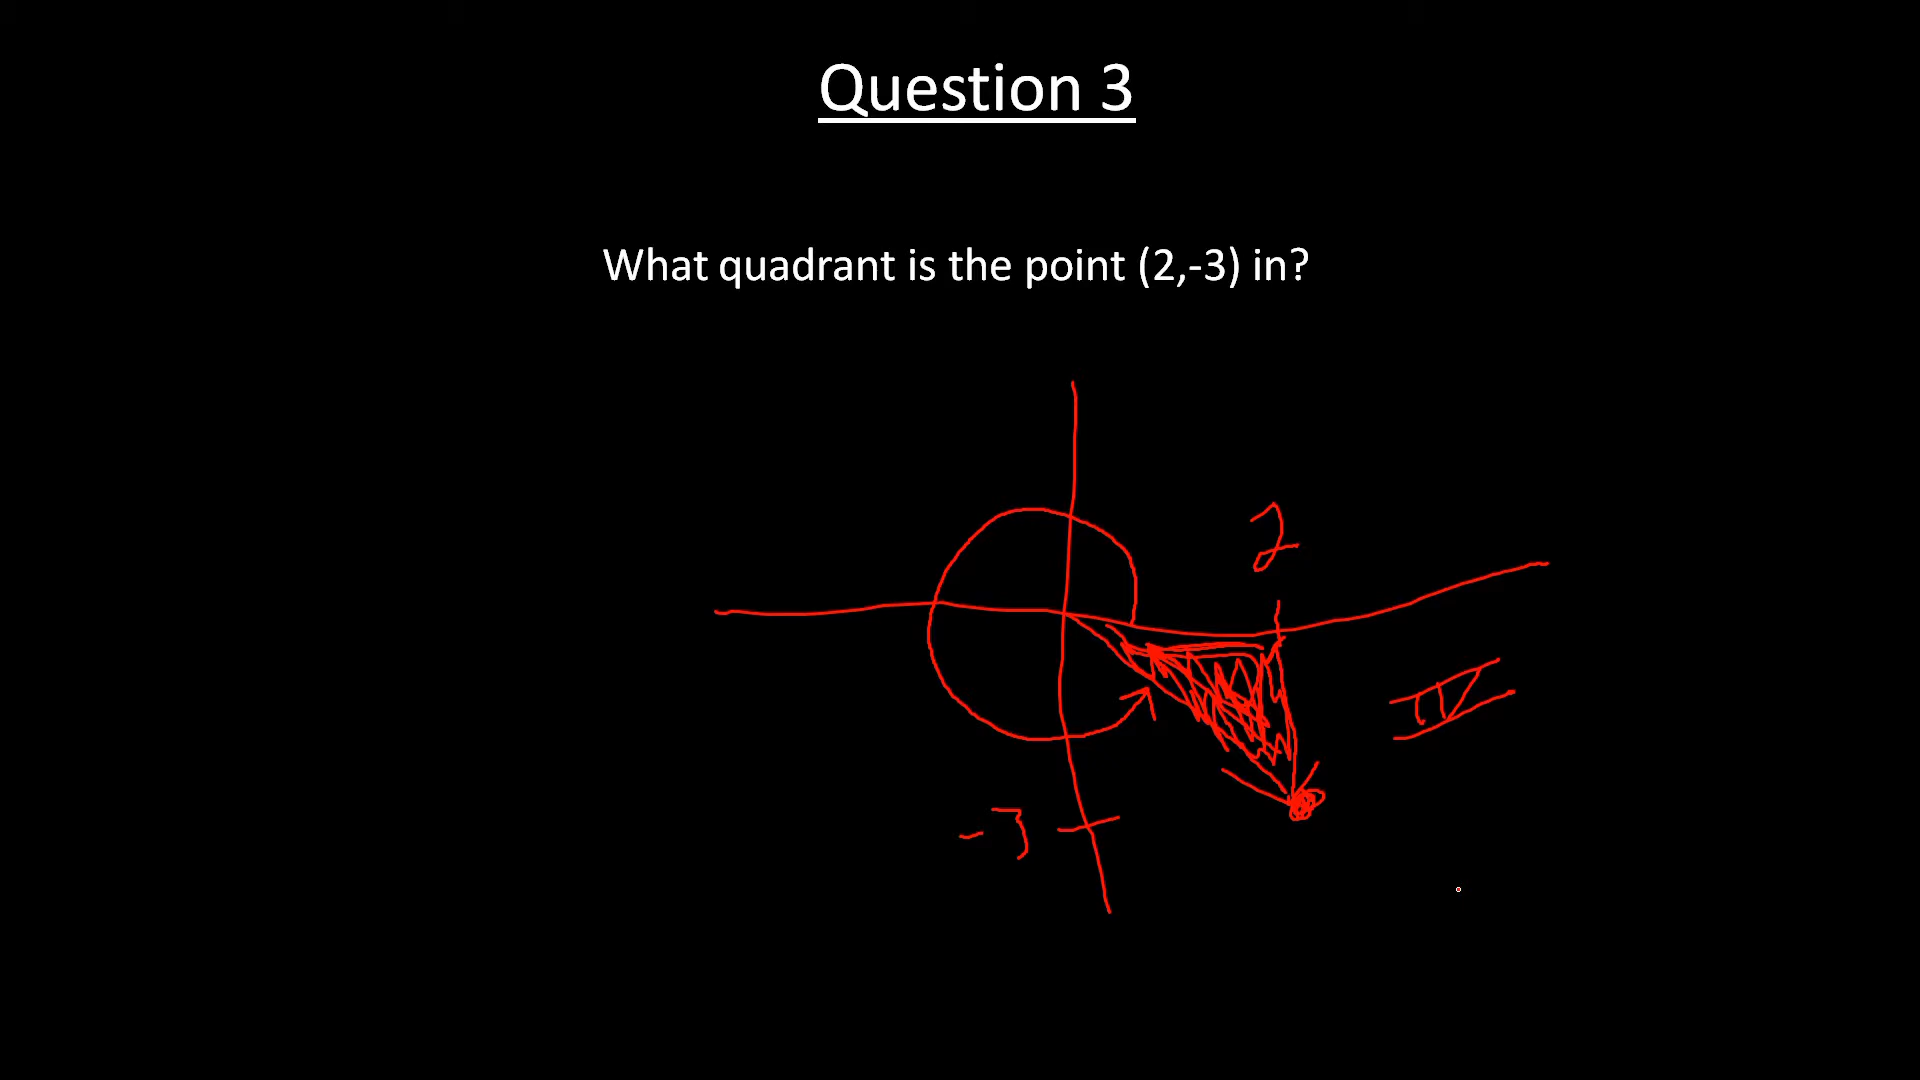 Question 3
What quadrant is the point (2,-3) in?
2
IV
-3